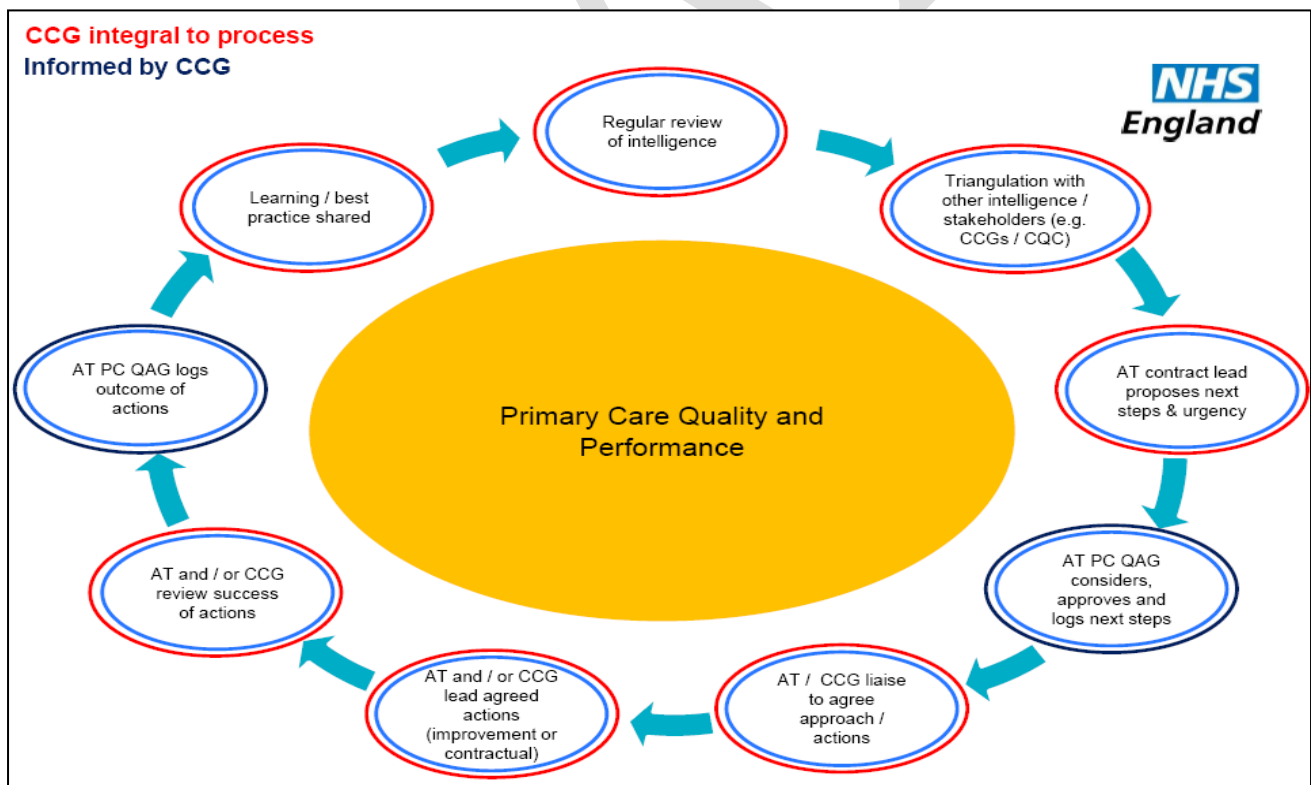 CCG integral to process
Informed by CCG
NHS
England
Regular review
of intelligence
Triangulation with
other intelligence /
stakeholders (e.g.
CCGs / CQC)
AT contract lead
proposes next
steps & urgency
AT PC QAG
considers,
approves and
logs next steps
AT / CCG liaise
to agree
approach /
actions
AT and / or CCG
lead agreed
actions
(improvement or
contractual)
AT and / or CCG
review success
of actions
AT PC QAG logs
outcome of
actions
Learning / best
practice shared
Primary Care Quality and
Performance